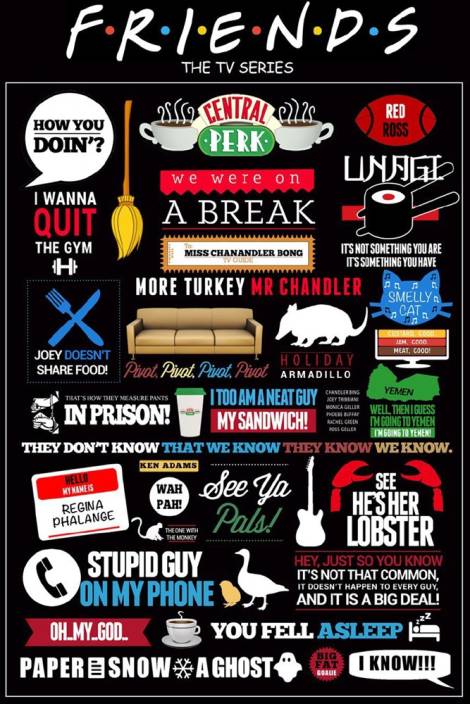 F·R·I·E·N·D·S
THE TV SERIES
HOW YOU
DOIN'?
CENTRAL
PERK
RED
ROSS
we were on
A BREAK
UNAGI
IT'S NOT SOMETHING YOU ARE
IT'S SOMETHING YOU HAVE
I WANNA
QUIT
THE GYM
To:
MISS CHANANDLER BONG
TV GUIDE
MORE TURKEY MR CHANDLER
SMELLY
CAT
JOEY DOESN'T
SHARE FOOD!
Pivot, Pivot, Pivot, Pivot
HOLIDAY
ARMADILLO
CUSTARD, GOOD.
JAM, GOOD.
MEAT, GOOD!
YEMEN
WELL, THEN I GUESS
I'M GOING TO YEMEN!
I'M GOING TO YEMEN!
THAT'S HOW THEY MEASURE PANTS
IN PRISON!
I TOO AM A NEAT GUY
MY SANDWICH!
CHANDLER BING
JOEY TRIBBIANI
MONICA GELLER
PHOEBE BUFFAY
RACHEL GREEN
ROSS GELLER
THEY DON'T KNOW THAT WE KNOW THEY KNOW WE KNOW.
HELLO
MY NAME IS
REGINA
PHALANGE
KEN ADAMS
WAH
PAH!
THE ONE WITH
THE MONKEY
See Ya
Pals!
SEE
HE'S HER
LOBSTER
STUPID GUY
ON MY PHONE
HEY, JUST SO YOU KNOW
IT'S NOT THAT COMMON,
IT DOESN'T HAPPEN TO EVERY GUY,
AND IT IS A BIG DEAL!
OH..MY..GOD..
YOU FELL ASLEEP
PAPER SNOW A GHOST
BIG
FAT
GOALIE
I KNOW!!!